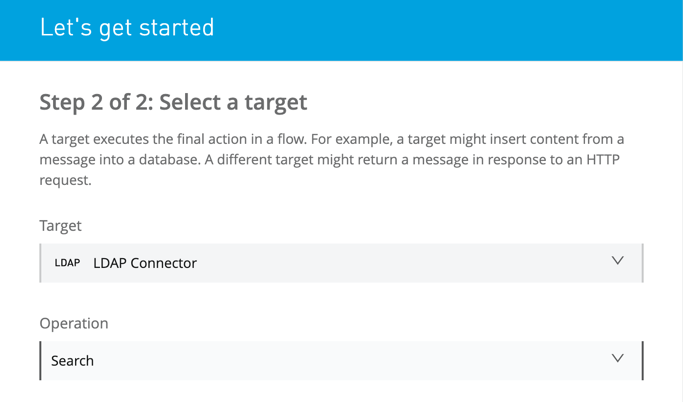 Let's get started
Step 2 of 2: Select a target
A target executes the final action in a flow. For example, a target might insert content from a
message into a database. A different target might return a message in response to an HTTP
request.
Target
LDAP LDAP Connector
Operation
Search